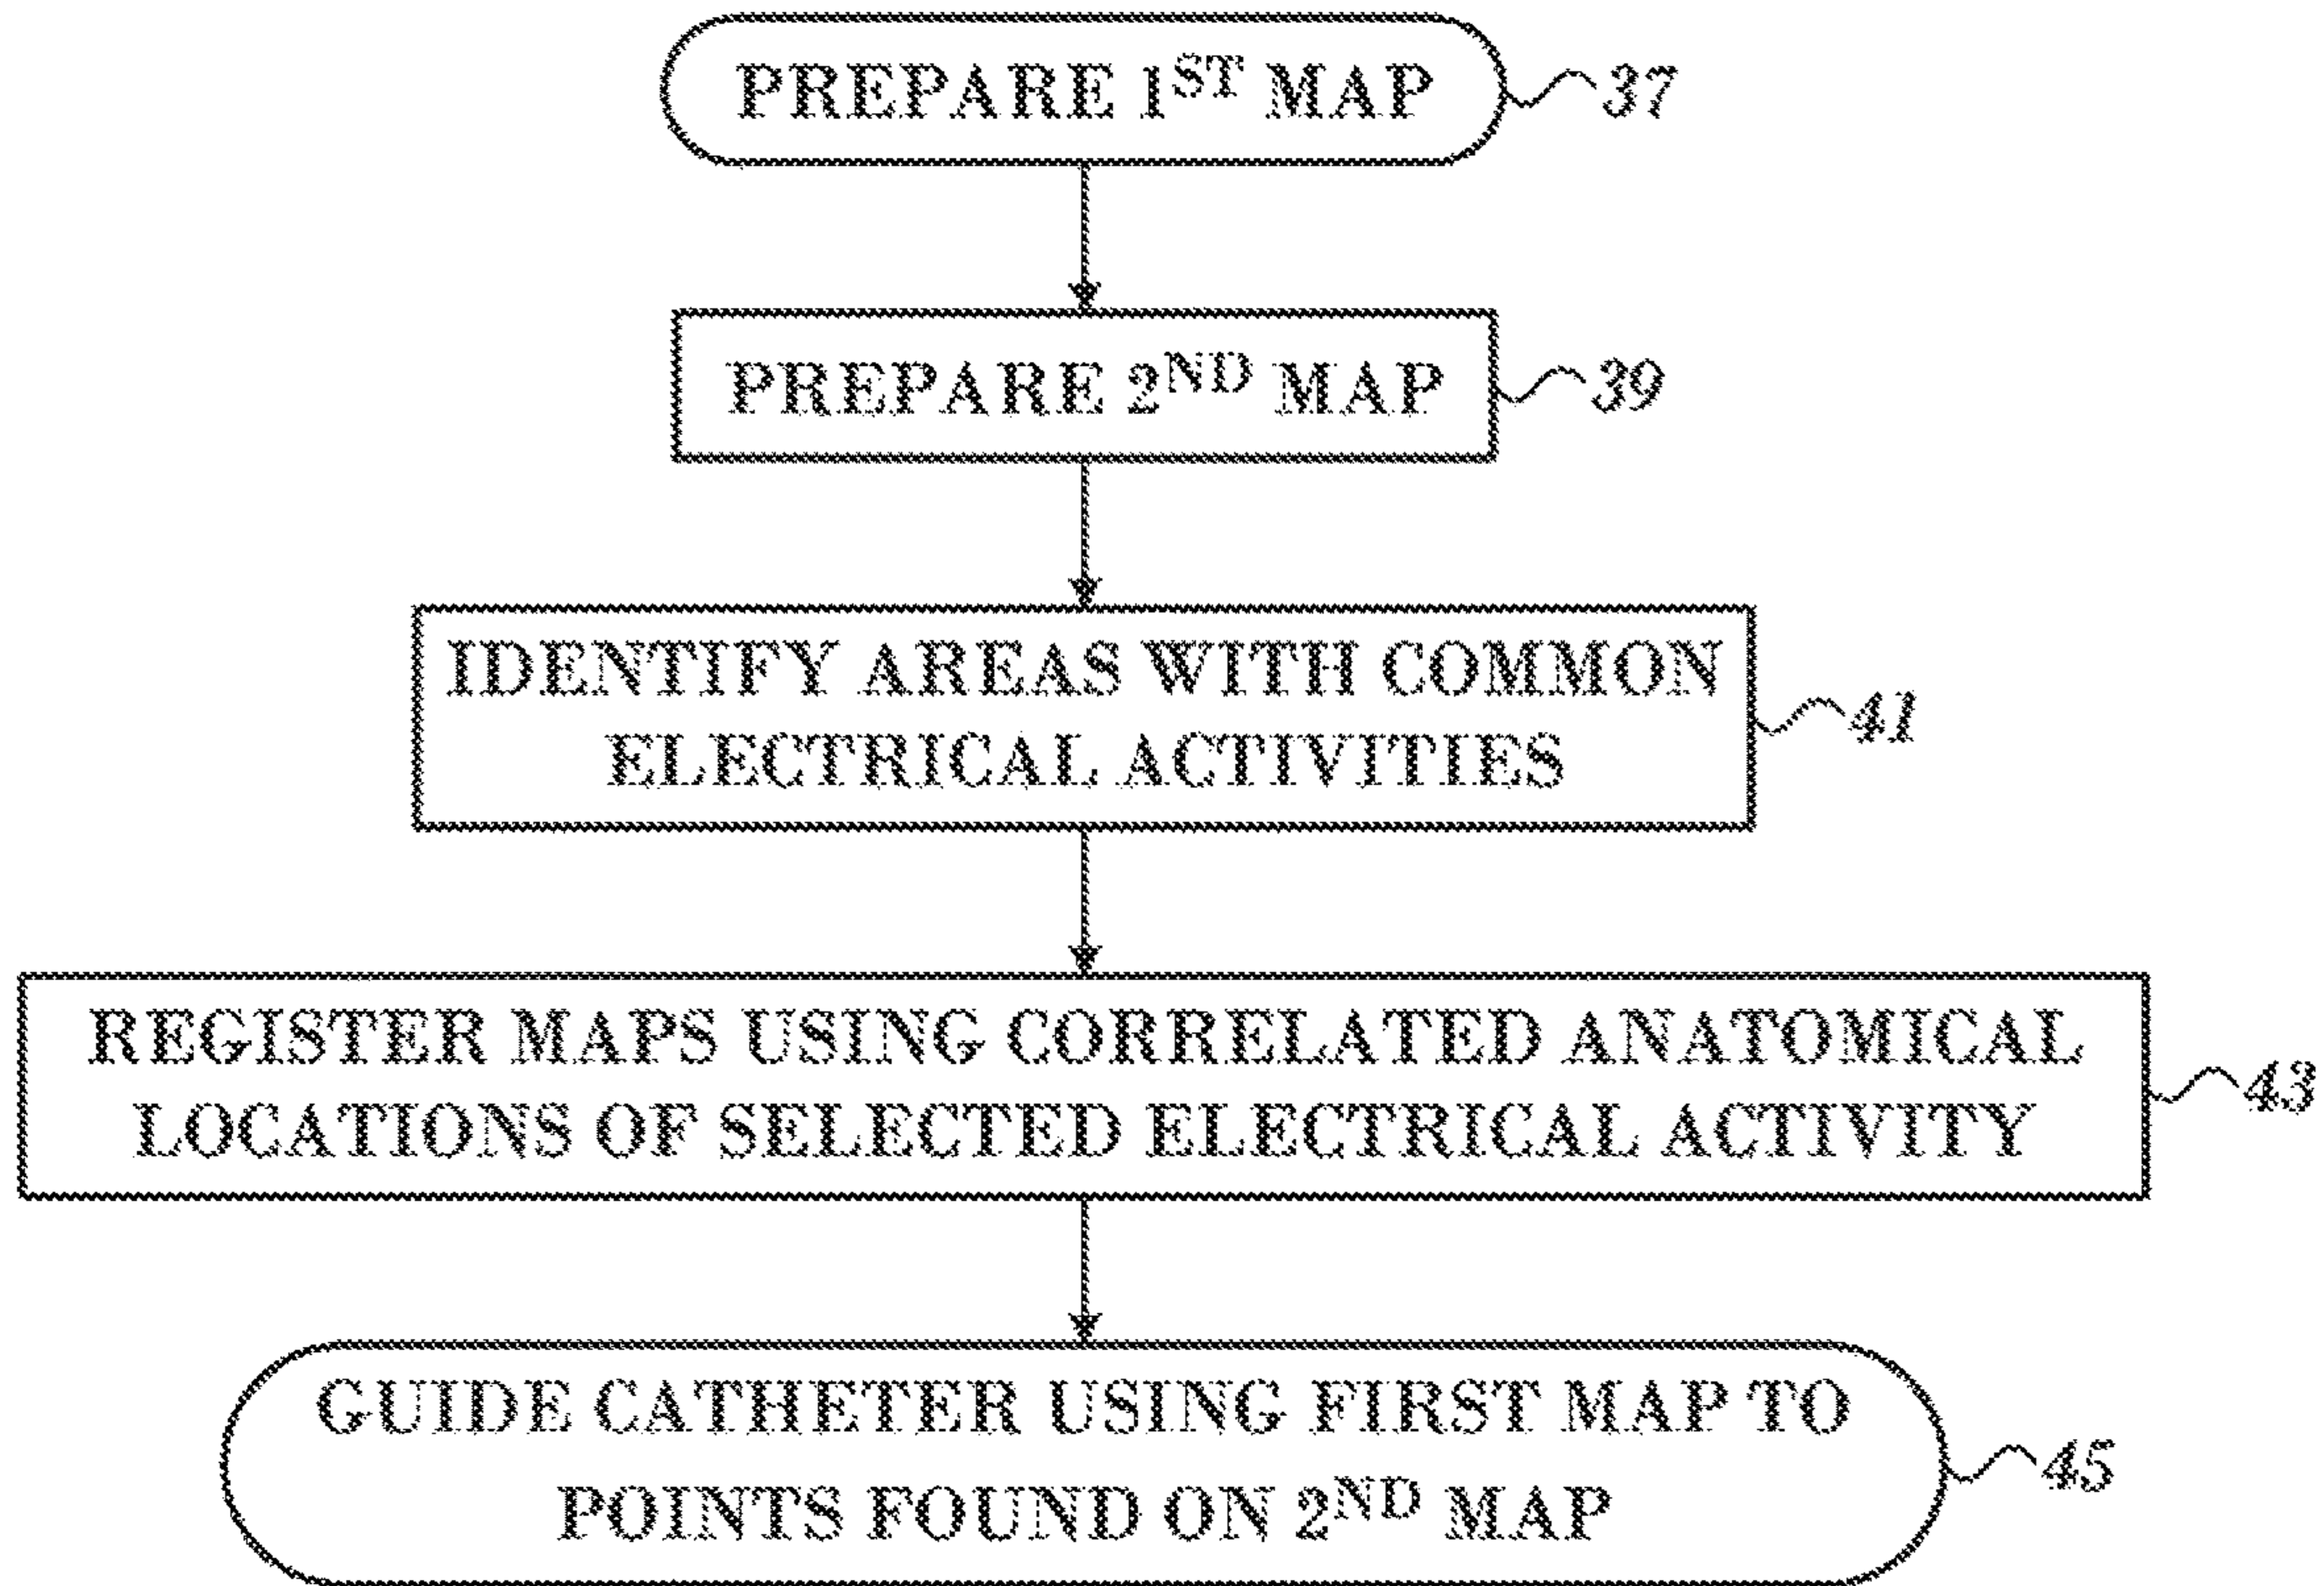 PREPARE 1ST MAP 37
PREPARE 2ND MAP 39
IDENTIFY AREAS WITH COMMON
ELECTRICAL ACTIVITIES 41
REGISTER MAPS USING CORRELATED ANATOMICAL
LOCATIONS OF SELECTED ELECTRICAL ACTIVITY 43
GUIDE CATHETER USING FIRST MAP TO
POINTS FOUND ON 2ND MAP 45